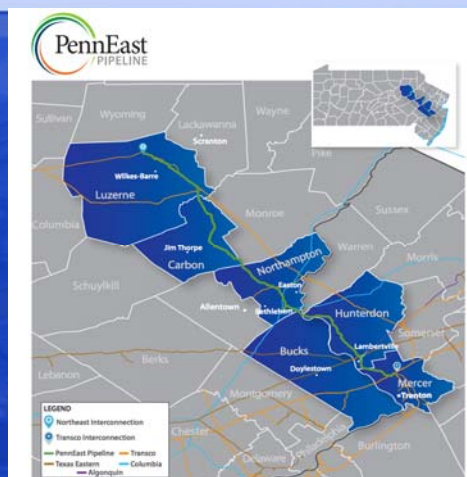 PennEast
PIPELINE
Sullivan
Wyoming
Wayne
Lackawanna
Scranton
Pike
Wilkes-Barre
Luzerne
Sussex
Columbia
Monroe
Jim Thorpe
Carbon
Northampton
Warren
Morris
Schuylkill
Easton
Allentown
Bethlehem
Hunterdon
Somerset
Berks
Bucks
Lambertville
Lebanon
Doylestown
Mercer
Trenton
Montgomery
LEGEND
Northeast Interconnection
Transco Interconnection
PennEast Pipeline
Transco
Texas Eastern
Columbia
Algonquin
Chester
Philadelphia
Delaware
Burlington